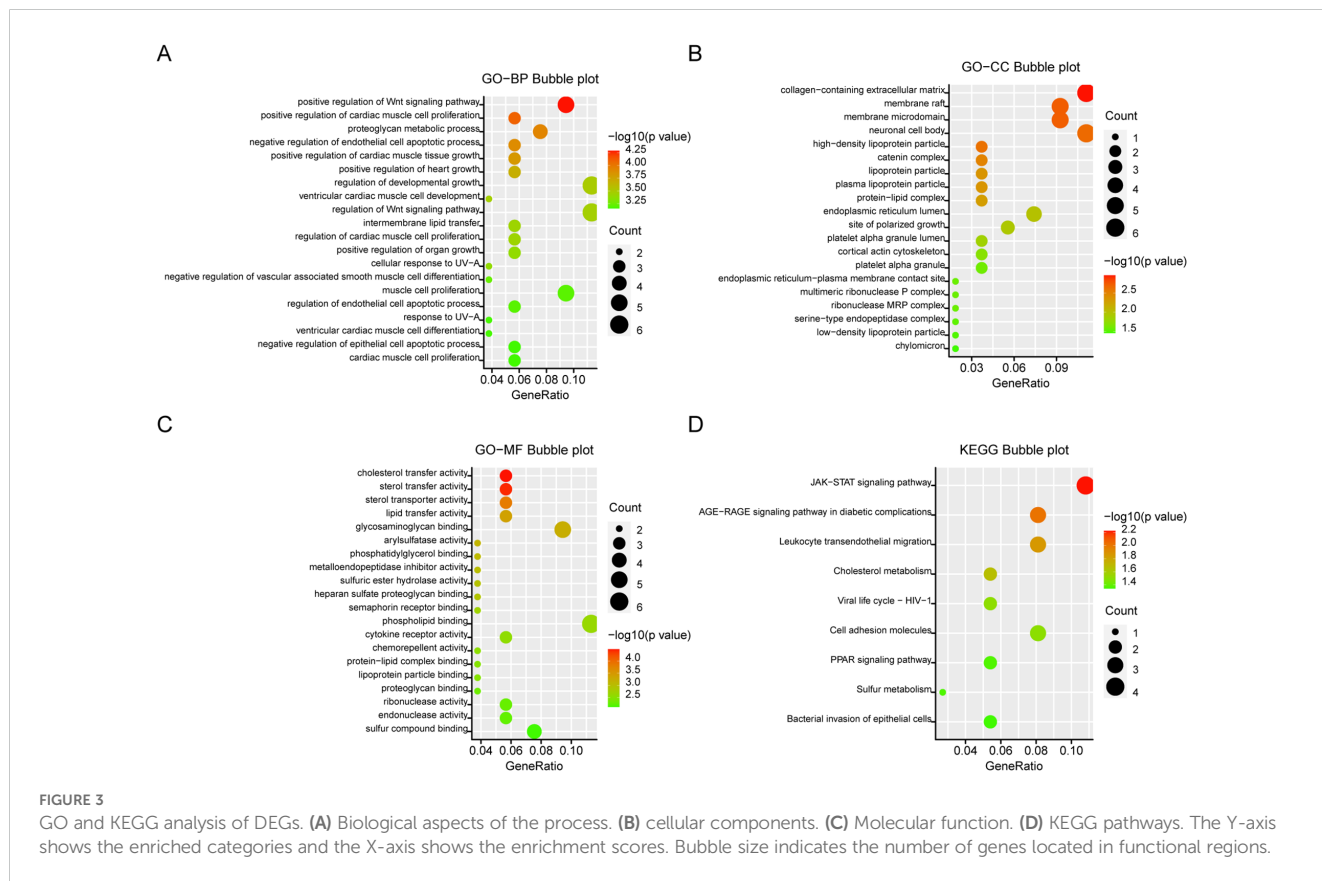 A
GO−BP Bubble plot
positive regulation of Wnt signaling pathway
positive regulation of cardiac muscle cell proliferation
proteoglycan metabolic process
negative regulation of endothelial cell apoptotic process
positive regulation of cardiac muscle tissue growth
positive regulation of heart growth
regulation of developmental growth
ventricular cardiac muscle cell development
regulation of Wnt signaling pathway
intermembrane lipid transfer
regulation of cardiac muscle cell proliferation
positive regulation of organ growth
cellular response to UV−A
negative regulation of vascular associated smooth muscle cell differentiation
muscle cell proliferation
regulation of endothelial cell apoptotic process
response to UV−A
ventricular cardiac muscle cell differentiation
negative regulation of epithelial cell apoptotic process
cardiac muscle cell proliferation
0.04 0.06 0.08 0.10
GeneRatio
−log10(p value)
4.25
4.00
3.75
3.50
3.25
Count
2
3
4
5
6
B
GO−CC Bubble plot
collagen−containing extracellular matrix
membrane raft
membrane microdomain
neuronal cell body
high−density lipoprotein particle
catenin complex
lipoprotein particle
plasma lipoprotein particle
protein−lipid complex
endoplasmic reticulum lumen
site of polarized growth
platelet alpha granule lumen
cortical actin cytoskeleton
platelet alpha granule
endoplasmic reticulum−plasma membrane contact site
multimeric ribonuclease P complex
ribonuclease MRP complex
serine−type endopeptidase complex
low−density lipoprotein particle
chylomicron
0.03 0.06 0.09
GeneRatio
Count
1
2
3
4
5
6
−log10(p value)
2.5
2.0
1.5
C
GO−MF Bubble plot
cholesterol transfer activity
sterol transfer activity
sterol transporter activity
lipid transfer activity
glycosaminoglycan binding
arylsulfatase activity
phosphatidylglycerol binding
metalloendopeptidase inhibitor activity
sulfuric ester hydrolase activity
heparan sulfate proteoglycan binding
semaphorin receptor binding
phospholipid binding
cytokine receptor activity
chemorepellent activity
protein−lipid complex binding
lipoprotein particle binding
proteoglycan binding
ribonuclease activity
endonuclease activity
sulfur compound binding
0.04 0.06 0.08 0.10
GeneRatio
Count
2
3
4
5
6
−log10(p value)
4.0
3.5
3.0
2.5
D
KEGG Bubble plot
JAK−STAT signaling pathway
AGE−RAGE signaling pathway in diabetic complications
Leukocyte transendothelial migration
Cholesterol metabolism
Viral life cycle − HIV−1
Cell adhesion molecules
PPAR signaling pathway
Sulfur metabolism
Bacterial invasion of epithelial cells
0.04 0.06 0.08 0.10
GeneRatio
−log10(p value)
2.2
2.0
1.8
1.6
1.4
Count
1
2
3
4
FIGURE 3
GO and KEGG analysis of DEGs. (A) Biological aspects of the process. (B) cellular components. (C) Molecular function. (D) KEGG pathways. The Y-axis
shows the enriched categories and the X-axis shows the enrichment scores. Bubble size indicates the number of genes located in functional regions.